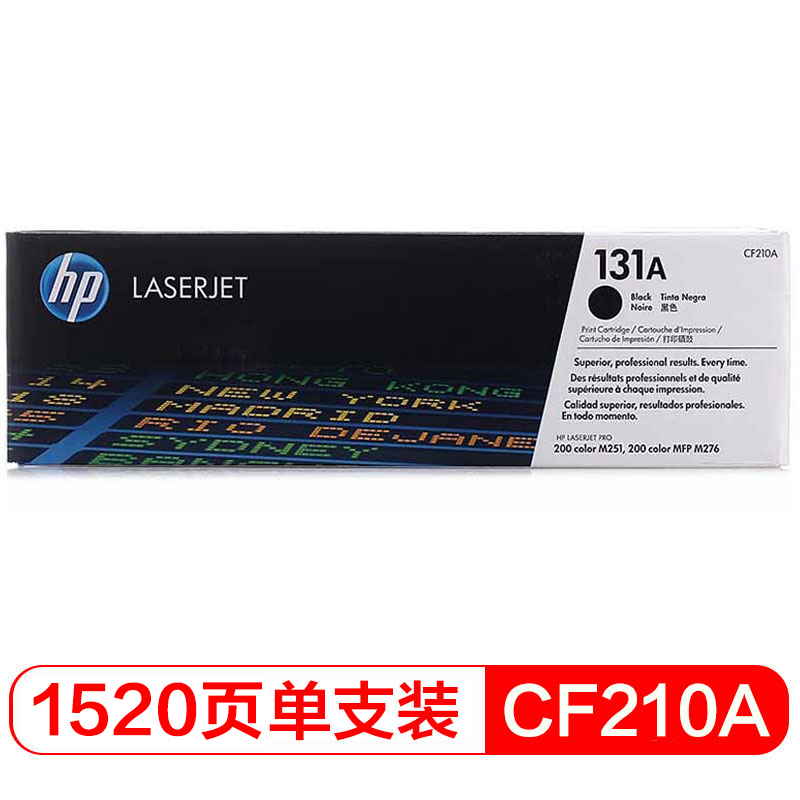 hp
LASERJET
131A
CF210A
Black Tinta Negra
Noire 黑色
Print Cartridge / Cartouche d'Impression /
Cartucho de Impresión / 打印硒鼓
Superior, professional results. Every time.
Des résultats professionnels et de qualité
supérieure à chaque impression.
Calidad superior, resultados profesionales.
En todo momento.
HP LASERJET PRO
200 color M251, 200 color MFP M276
HONG KONG
14 NEW YORK
MADRID
RIO DE JANE
SYDNEY
1520页单支装 CF210A